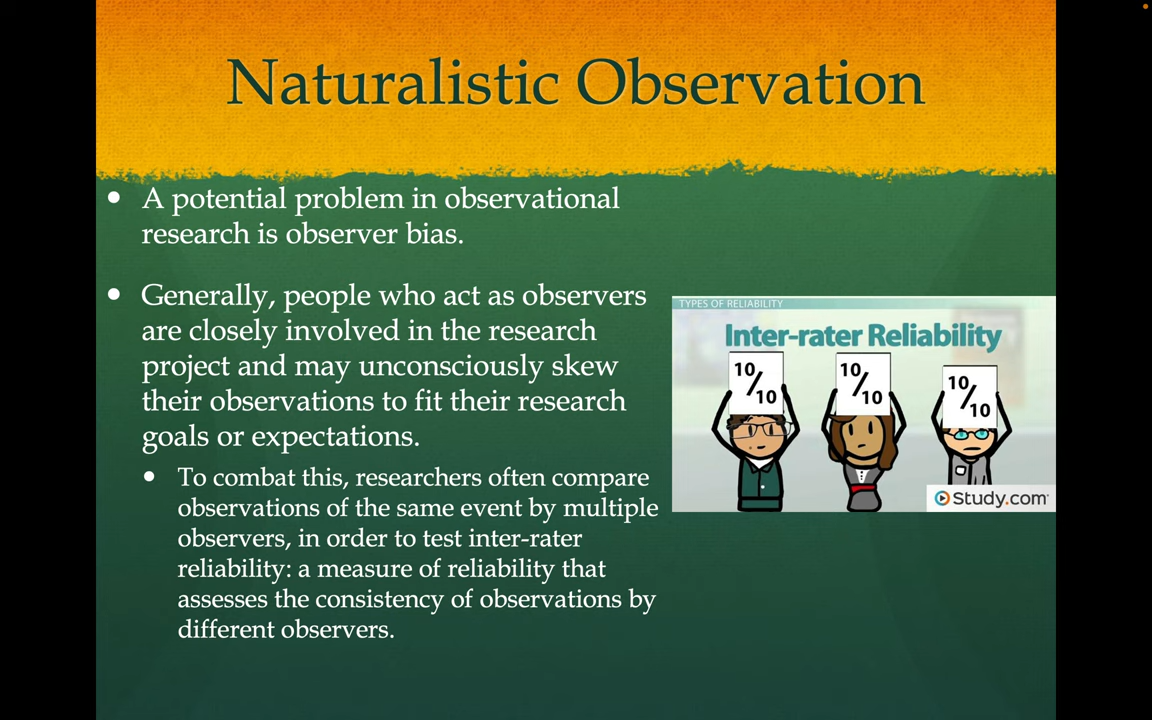 Naturalistic Observation
• A potential problem in observational
research is observer bias.
• Generally, people who act as observers
are closely involved in the research
project and may unconsciously skew
their observations to fit their research
goals or expectations.
• To combat this, researchers often compare
observations of the same event by multiple
observers, in order to test inter-rater
reliability: a measure of reliability that
assesses the consistency of observations by
different observers.
TYPES OF RELIABILITY
Inter-rater Reliability
10/10 10/10 10/10
Study.com